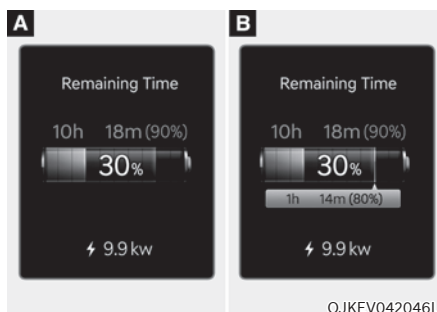 A
Remaining Time
10h 18m (90%)
30%
9.9 kw
B
Remaining Time
10h 18m (90%)
30%
1h 14m (80%)
9.9 kw
OJKEV042046L